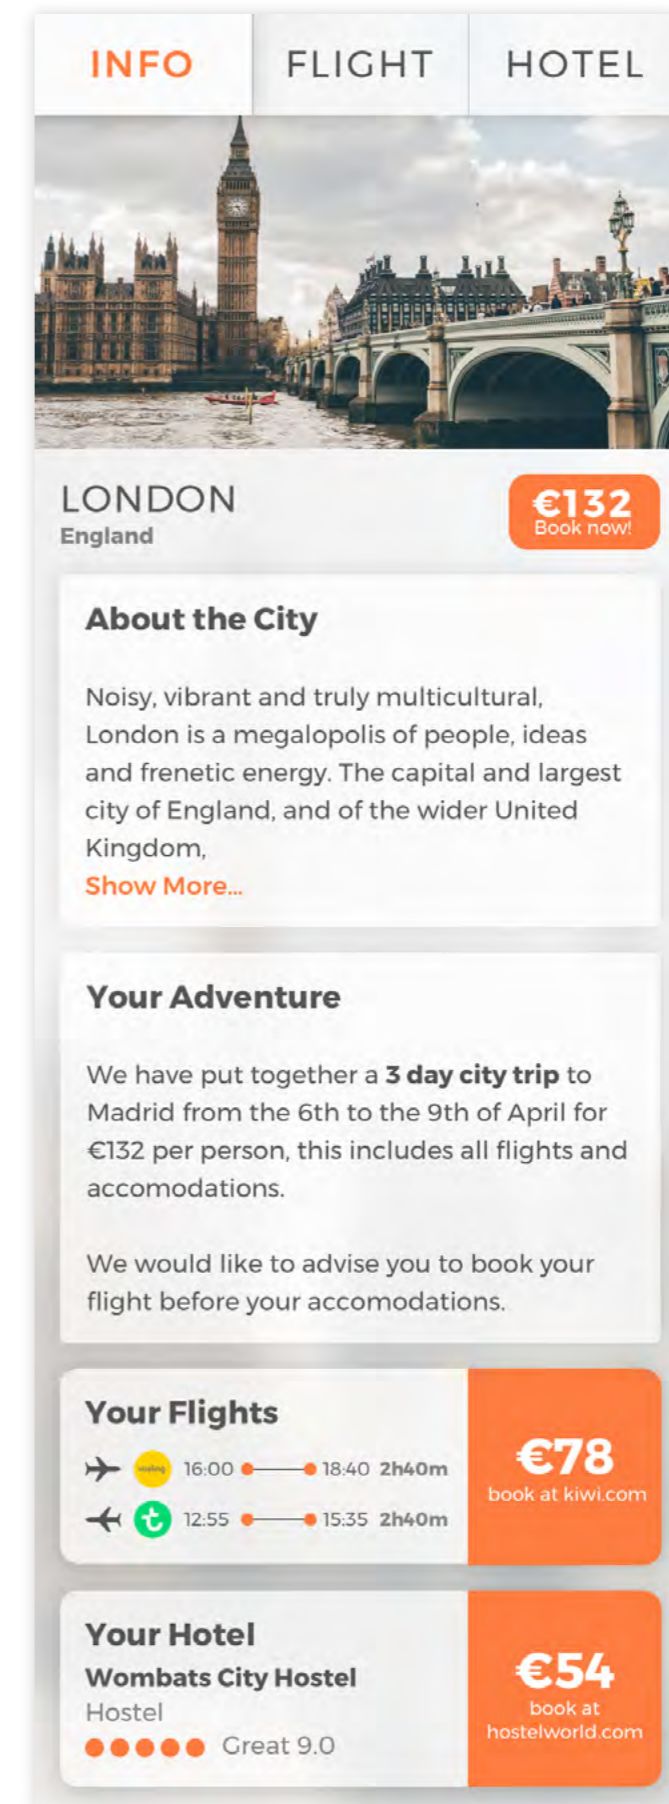 INFO
FLIGHT
HOTEL
LONDON
England
€132
Book now!
About the City
Noisy, vibrant and truly multicultural,
London is a megalopolis of people, ideas
and frenetic energy. The capital and largest
city of England, and of the wider United
Kingdom,
Show More...
Your Adventure
We have put together a 3 day city trip to
Madrid from the 6th to the 9th of April for
€132 per person, this includes all flights and
accomodations.
We would like to advise you to book your
flight before your accomodations.
Your Flights
vueling 16:00 18:40 2h40m
t 12:55 15:35 2h40m
€78
book at kiwi.com
Your Hotel
Wombats City Hostel
Hostel
Great 9.0
€54
book at
hostelworld.com